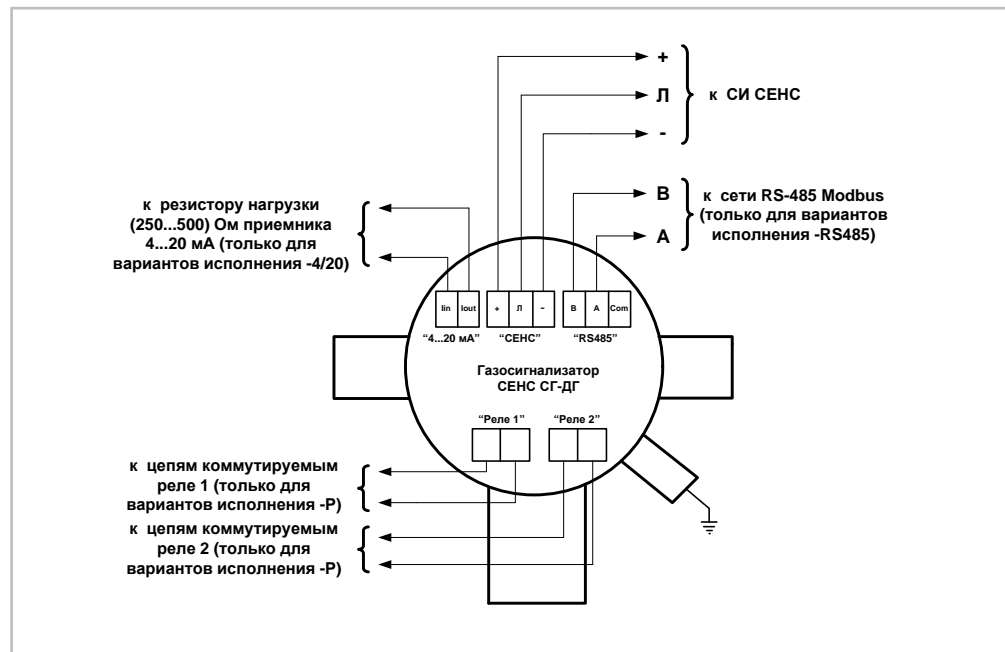 +
Л
-
к СИ СЕНС
В
А
к сети RS-485 Modbus
(только для вариантов
исполнения -RS485)
к резистору нагрузки
(250...500) Ом приемника
4...20 мА (только для
вариантов исполнения -4/20)
Iin Iout + Л - В А Com
“4...20 мА” “СЕНС” “RS485”
Газосигнализатор
СЕНС СГ-ДГ
“Реле 1” “Реле 2”
к цепям коммутируемым
реле 1 (только для
вариантов исполнения -Р)
к цепям коммутируемым
реле 2 (только для
вариантов исполнения -Р)